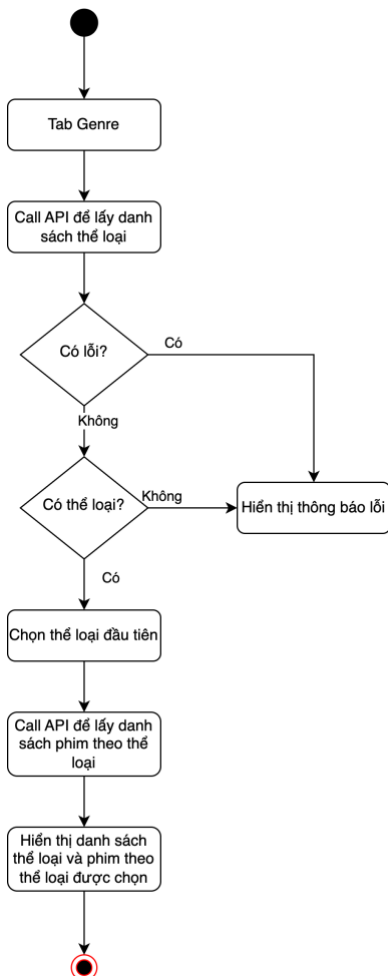 Tab Genre
Call API để lấy danh
sách thể loại
Có lỗi?
Có
Không
Có thể loại?
Không
Hiển thị thông báo lỗi
Có
Chọn thể loại đầu tiên
Call API để lấy danh
sách phim theo thể
loại
Hiển thị danh sách
thể loại và phim theo
thể loại được chọn